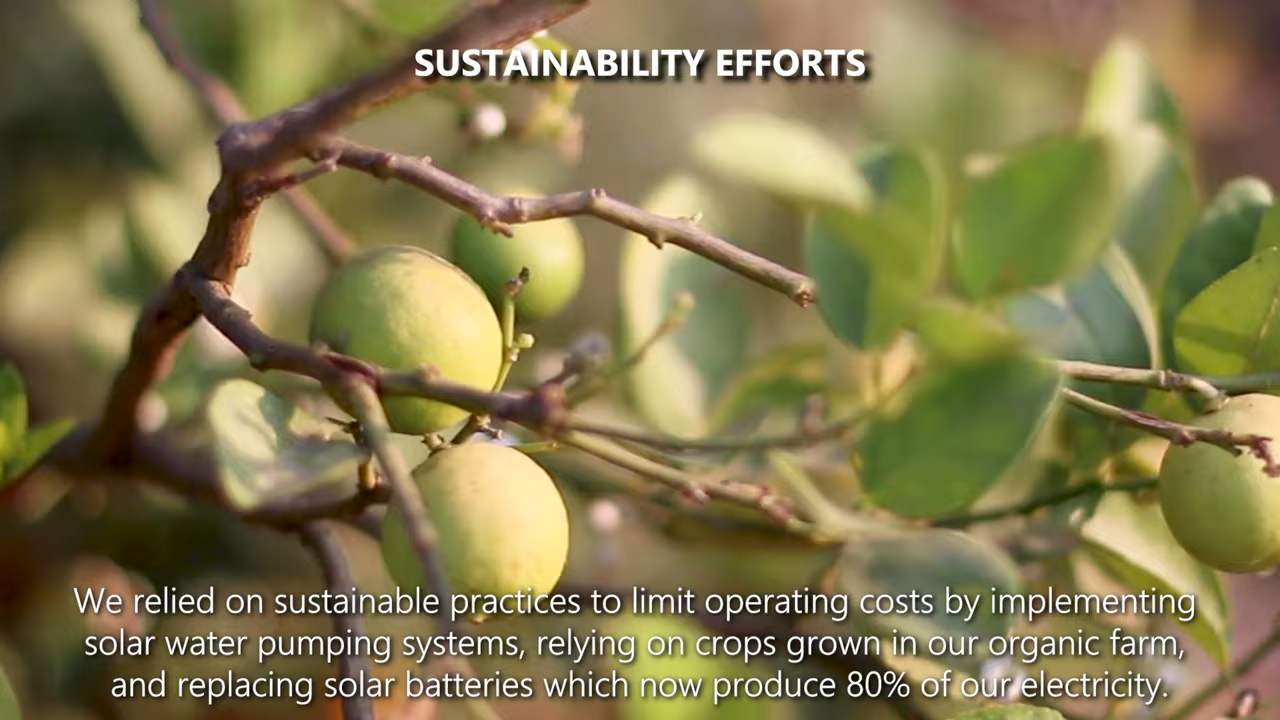 SUSTAINABILITY EFFORTS
We relied on sustainable practices to limit operating costs by implementing
solar water pumping systems, relying on crops grown in our organic farm,
and replacing solar batteries which now produce 80% of our electricity.